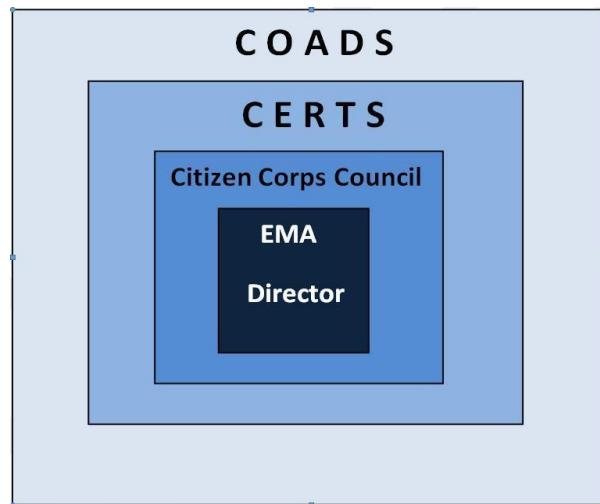 C O A D S
C E R T S
Citizen Corps Council
EMA
Director